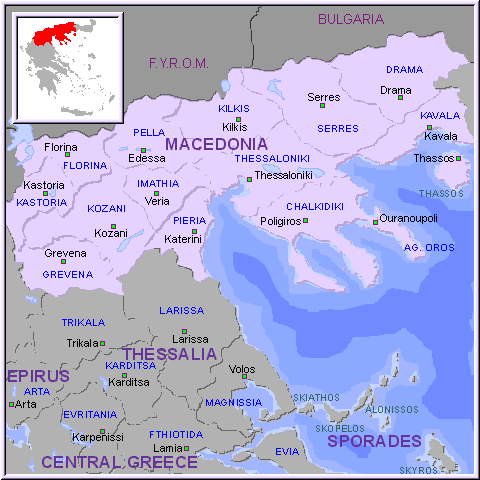 BULGARIA
F.Y.R.O.M.
DRAMA
Drama
KILKIS
Kilkis
Serres
SERRES
KAVALA
Kavala
PELLA
MACEDONIA
Florina
Edessa
THESSALONIKI
Thassos
FLORINA
Thessaloniki
Kastoria
IMATHIA
THASSOS
KASTORIA
Veria
KOZANI
CHALKIDIKI
PIERIA
Poligiros
Ouranoupoli
Kozani
Katerini
Grevena
AG. OROS
GREVENA
LARISSA
TRIKALA
Trikala
Larissa
THESSALIA
KARDITSA
EPIRUS
Karditsa
Volos
ARTA
Arta
MAGNISSIA
SKIATHOS
ALONISSOS
EVRITANIA
SKOPELOS
Karpenissi
FTHIOTIDA
SPORADES
Lamia
EVIA
CENTRAL GREECE
SKYROS